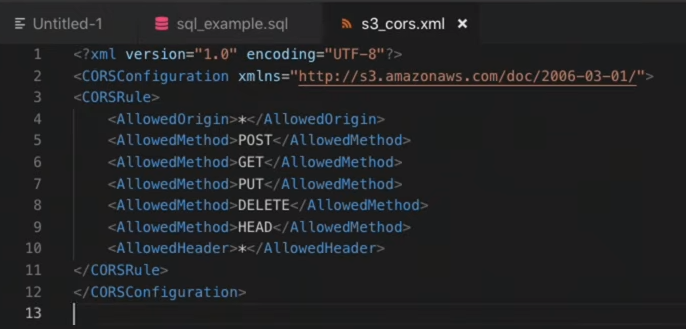 Untitled-1 sql_example.sql s3_cors.xml ×
1 <?xml version="1.0" encoding="UTF-8"?>
2 <CORSConfiguration xmlns="http://s3.amazonaws.com/doc/2006-03-01/">
3 <CORSRule>
4     <AllowedOrigin>*</AllowedOrigin>
5     <AllowedMethod>POST</AllowedMethod>
6     <AllowedMethod>GET</AllowedMethod>
7     <AllowedMethod>PUT</AllowedMethod>
8     <AllowedMethod>DELETE</AllowedMethod>
9     <AllowedMethod>HEAD</AllowedMethod>
10     <AllowedHeader>*</AllowedHeader>
11 </CORSRule>
12 </CORSConfiguration>
13